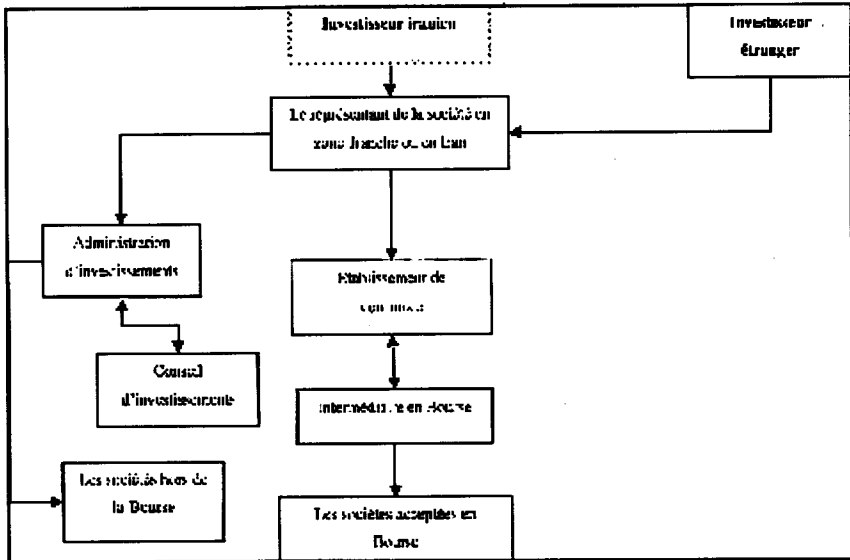 Investisseur iranien
Investisseur
étranger
Le représentant de la société en
zone franche ou en Iran
Administration
d'investissements
Etablissement de
Conseil
d'investissements
Intermédiaire en Bourse
Les sociétés hors de
la Bourse
Les sociétés acceptées en
Bourse